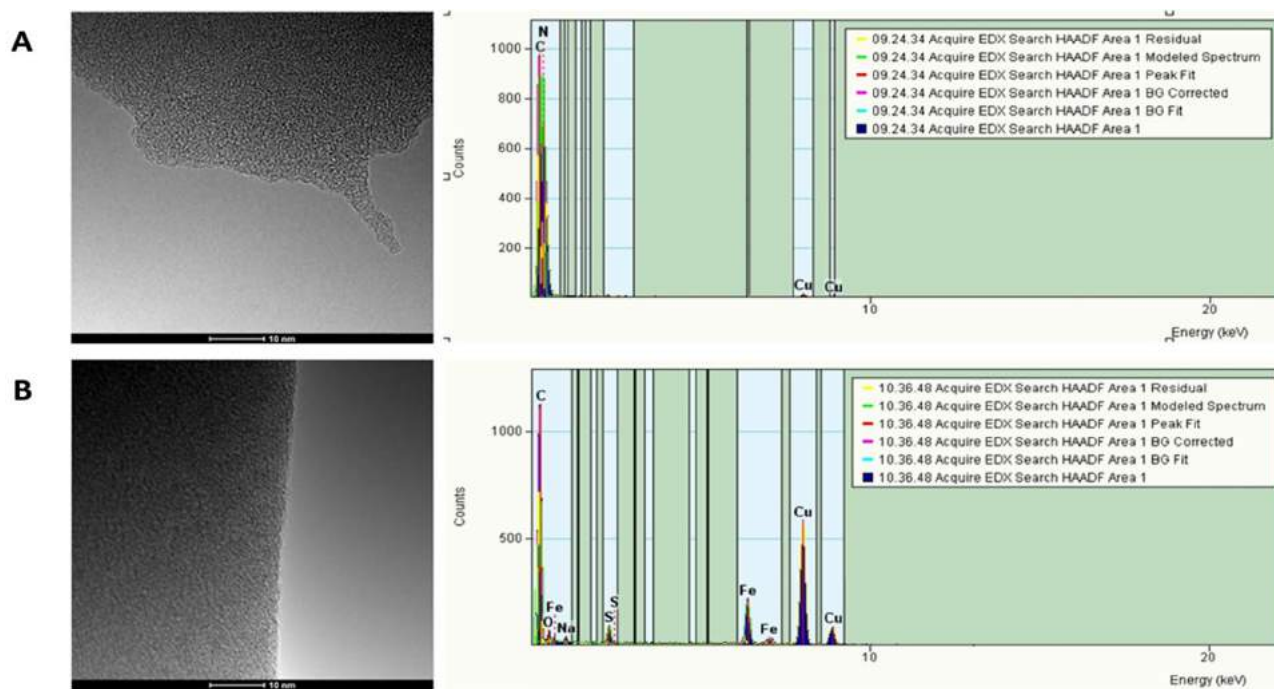 A
N
C
1000
800
600
400
200
Counts
09.24.34 Acquire EDX Search HAADF Area 1 Residual
09.24.34 Acquire EDX Search HAADF Area 1 Modeled Spectrum
09.24.34 Acquire EDX Search HAADF Area 1 Peak Fit
09.24.34 Acquire EDX Search HAADF Area 1 BG Corrected
09.24.34 Acquire EDX Search HAADF Area 1 BG Fit
09.24.34 Acquire EDX Search HAADF Area 1
Cu Cu
10 20
Energy (keV)
10 nm
B
C
1000
500
Counts
10.36.48 Acquire EDX Search HAADF Area 1 Residual
10.36.48 Acquire EDX Search HAADF Area 1 Modeled Spectrum
10.36.48 Acquire EDX Search HAADF Area 1 Peak Fit
10.36.48 Acquire EDX Search HAADF Area 1 BG Corrected
10.36.48 Acquire EDX Search HAADF Area 1 BG Fit
10.36.48 Acquire EDX Search HAADF Area 1
Cu
Fe
Fe S
O Na S Fe Cu
10 20
Energy (keV)
10 nm